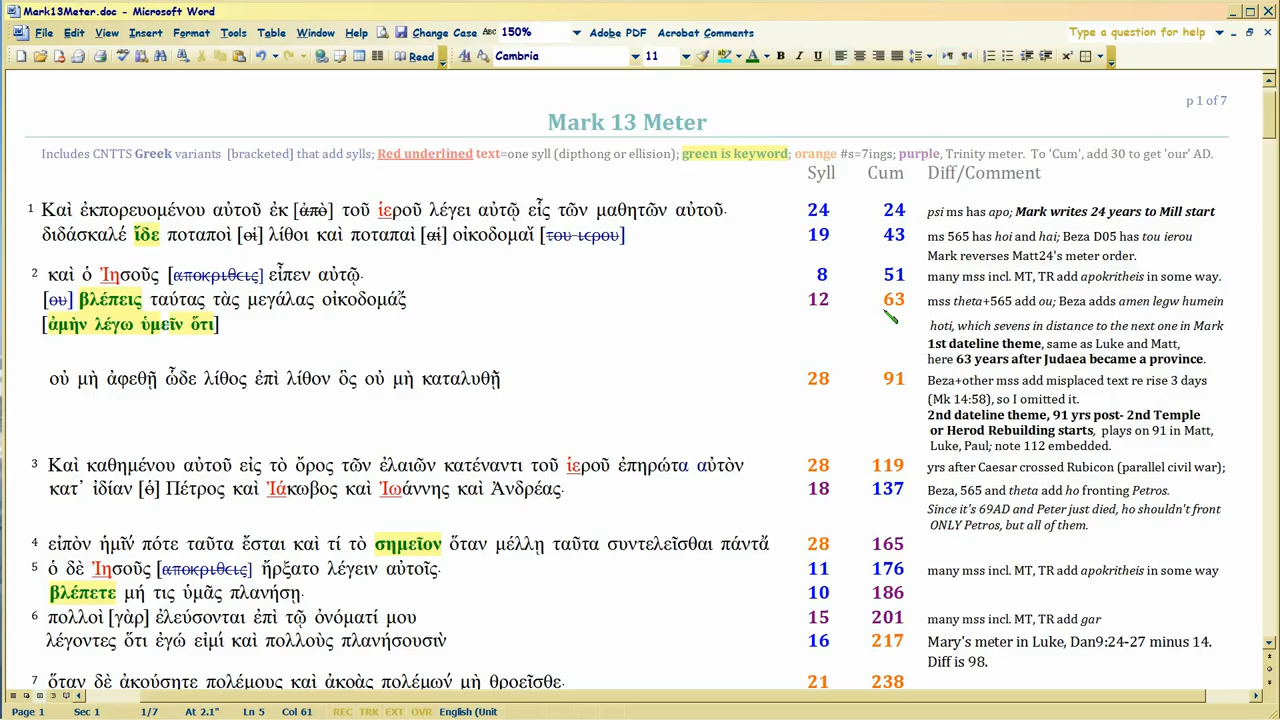 Mark13Meter.doc - Microsoft Word
File Edit View Insert Format Tools Table Window Help Change Case 150% Adobe PDF Acrobat Comments Type a question for help
Read Cambria 11
p 1 of 7
Mark 13 Meter
Includes CNTTS Greek variants [bracketed] that add sylls; Red underlined text=one syll (dipthong or ellision); green is keyword; orange #s=7ings; purple, Trinity meter. To 'Cum', add 30 to get 'our' AD.
Syll Cum Diff/Comment
1 Καὶ ἐκπορευομένου αὐτοῦ ἐκ [ἀπὸ] τοῦ ἱεροῦ λέγει αὐτῷ εἷς τῶν μαθητῶν αὐτοῦ· 24 24 psi ms has apo; Mark writes 24 years to Mill start
διδάσκαλέ ἴδε ποταποὶ [οἱ] λίθοι καὶ ποταπαὶ [αἱ] οἰκοδομαῖ [του ιερου] 19 43 ms 565 has hoi and hai; Beza D05 has tou ierou
Mark reverses Matt24's meter order.
2 καὶ ὁ Ἰησοῦς [αποκριθεις] εἶπεν αὐτῷ· 8 51 many mss incl. MT, TR add apokritheis in some way.
[ου] βλέπεις ταύτας τὰς μεγάλας οἰκοδομάς 12 63 mss theta+565 add ou; Beza adds amen legw humein
[ἀμὴν λέγω ὑμεῖν ὅτι] hoti, which sevens in distance to the next one in Mark
1st dateline theme, same as Luke and Matt,
here 63 years after Judaea became a province.
οὐ μὴ ἀφεθῇ ὧδε λίθος ἐπὶ λίθον ὃς οὐ μὴ καταλυθῇ 28 91 Beza+other mss add misplaced text re rise 3 days
(Mk 14:58), so I omitted it.
2nd dateline theme, 91 yrs post- 2nd Temple
or Herod Rebuilding starts, plays on 91 in Matt,
Luke, Paul; note 112 embedded.
3 Καὶ καθημένου αὐτοῦ εἰς τὸ ὄρος τῶν ἐλαιῶν κατέναντι τοῦ ἱεροῦ ἐπηρώτα αὐτὸν 28 119 yrs after Caesar crossed Rubicon (parallel civil war);
κατ᾽ ἰδίαν [ὁ] Πέτρος καὶ Ἰάκωβος καὶ Ἰωάννης καὶ Ἀνδρέας· 18 137 Beza, 565 and theta add ho fronting Petros.
Since it's 69AD and Peter just died, he shouldn't front
ONLY Petros, but all of them.
4 εἰπὸν ἡμῖν πότε ταῦτα ἔσται καὶ τί τὸ σημεῖον ὅταν μέλλῃ ταῦτα συντελεῖσθαι πάντα 28 165
5 ὁ δὲ Ἰησοῦς [αποκριθεις] ἤρξατο λέγειν αὐτοῖς· 11 176 many mss incl. MT, TR add apokritheis in some way
βλέπετε μή τις ὑμᾶς πλανήσῃ· 10 186
6 πολλοὶ [γὰρ] ἐλεύσονται ἐπὶ τῷ ὀνόματί μου 15 201 many mss incl. MT, TR add gar
λέγοντες ὅτι ἐγώ εἰμί καὶ πολλοὺς πλανήσουσιν 16 217 Mary's meter in Luke, Dan9:24-27 minus 14.
Diff is 98.
7 ὅταν δὲ ἀκούσητε πολέμους καὶ ἀκοὰς πολέμων μὴ θροεῖσθε· 21 238
Page 1 Sec 1 1/7 At 2.1" Ln 5 Col 61 REC TRK EXT OVR English (Unit